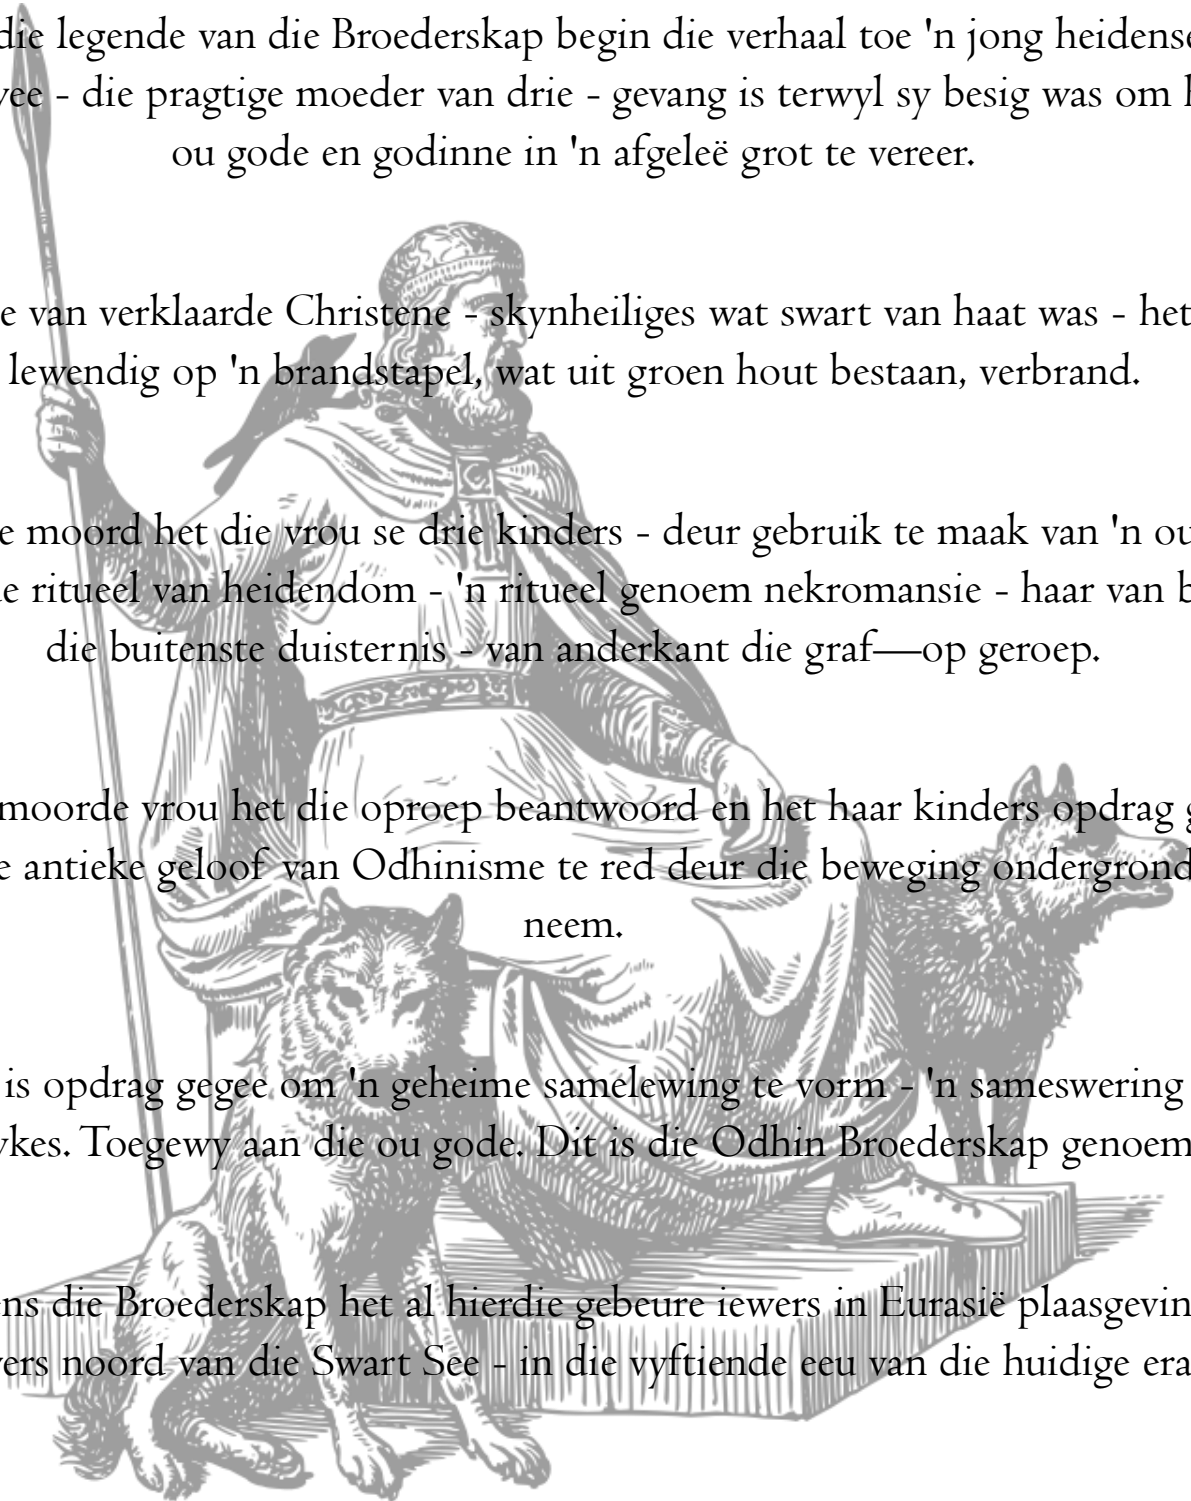 die legende van die Broederskap begin die verhaal toe 'n jong heidense
- die pragtige moeder van drie - gevang is terwyl sy besig was om
ou gode en godinne in 'n afgeleë grot te vereer.
van verklaarde Christene - skynheiliges wat swart van haat was - het
lewendig op 'n brandstapel, wat uit groen hout bestaan, verbrand.
moord het die vrou se drie kinders - deur gebruik te maak van 'n ou
ritueel van heidendom - 'n ritueel genoem nekromansie - haar van
die buitenste duisternis - van anderkant die graf—op geroep.
moorde vrou het die oproep beantwoord en het haar kinders opdrag
antieke geloof van Odhinisme te red deur die beweging ondergrond
neem.
is opdrag gegee om 'n geheime samelewing te vorm - 'n sameswering
ykes. Toegewy aan die ou gode. Dit is die Odhin Broederskap genoem
ens die Broederskap het al hierdie gebeure iewers in Eurasië plaasgevin
wers noord van die Swart See - in die vyftiende eeu van die huidige era